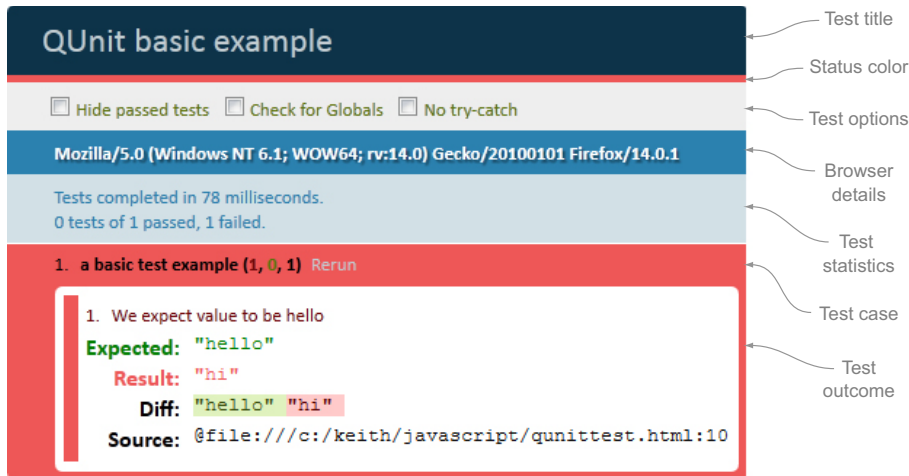 QUnit basic example
Test title
Status color
Hide passed tests Check for Globals No try-catch
Test options
Mozilla/5.0 (Windows NT 6.1; WOW64; rv:14.0) Gecko/20100101 Firefox/14.0.1
Browser
details
Tests completed in 78 milliseconds.
0 tests of 1 passed, 1 failed.
Test
statistics
1. a basic test example (1, 0, 1) Rerun
Test case
1. We expect value to be hello
Expected: "hello"
Result: "hi"
Diff: "hello" "hi"
Source: @file:///c:/keith/javascript/qunittest.html:10
Test
outcome